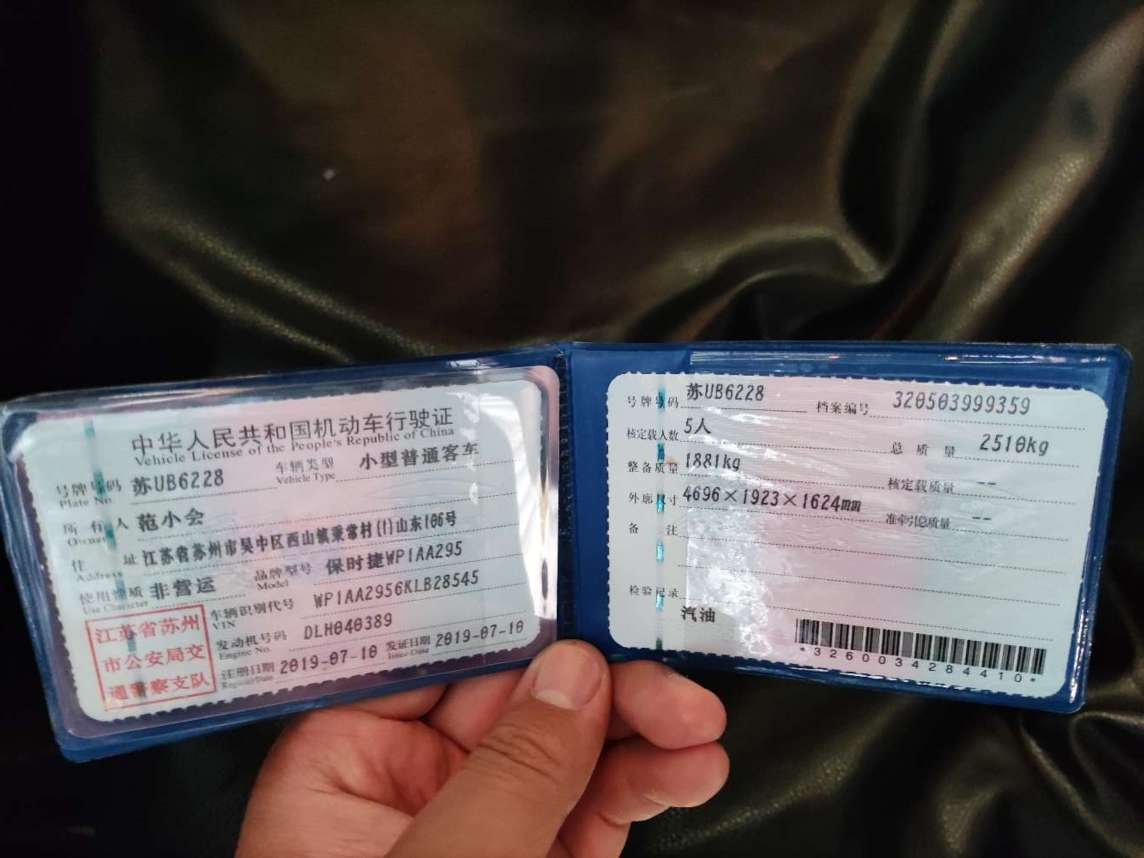 中华人民共和国机动车行驶证
Vehicle License of the People's Republic of China
号牌号码 苏UB6228 车辆类型 小型普通客车
Plate No. Vehicle Type
所有人 范小会
Owner
住址 江苏省苏州市吴中区西山镇秉常村(1)山东106号
Address
使用性质 非营运 品牌型号 保时捷WP1AA295
Use Character Model
江苏省苏州 车辆识别代号 WP1AA2956KLB28545
VIN
市公安局交 发动机号码 DLH040389
Engine No.
通警察支队 注册日期 2019-07-10 发证日期 2019-07-10
Register Date Issue Date
号牌号码 苏UB6228 档案编号 320503999359
核定载人数 5人 总质量 2510kg
整备质量 1881kg 核定载质量 --
外廓尺寸 4696×1923×1624mm 准牵引总质量 --
备注
检验记录
汽油
*3260034284410*